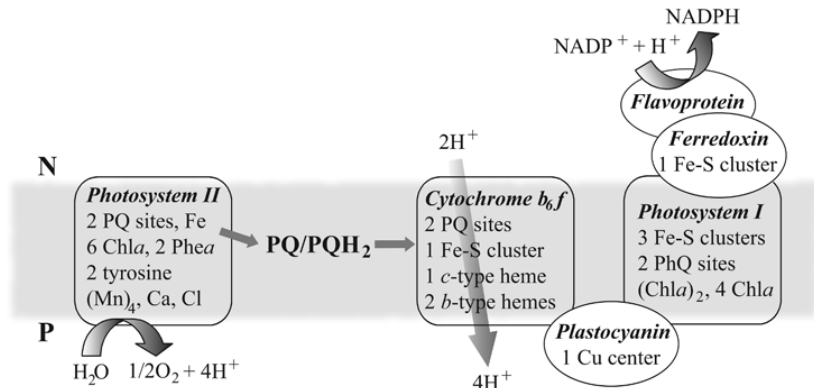 NADPH
NADP⁺ + H⁺
Flavoprotein
Ferredoxin
1 Fe-S cluster
N
2H⁺
Photosystem II
2 PQ sites, Fe
6 Chla, 2 Phea
2 tyrosine
(Mn)₄, Ca, Cl
PQ/PQH₂
Cytochrome b₆f
2 PQ sites
1 Fe-S cluster
1 c-type heme
2 b-type hemes
Photosystem I
3 Fe-S clusters
2 PhQ sites
(Chla)₂, 4 Chla
P
Plastocyanin
1 Cu center
H₂O
1/2O₂ + 4H⁺
4H⁺